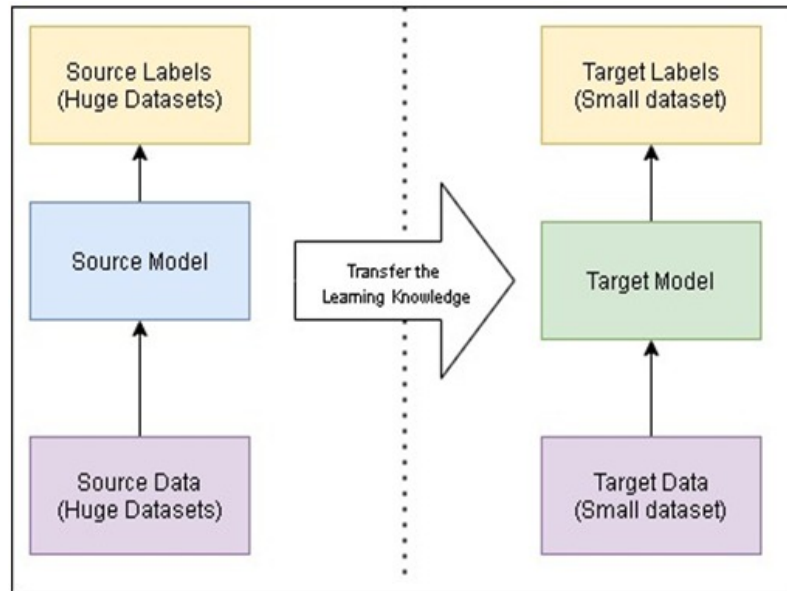 Source Labels
(Huge Datasets)
Source Model
Source Data
(Huge Datasets)
Transfer the
Learning Knowledge
Target Labels
(Small dataset)
Target Model
Target Data
(Small dataset)